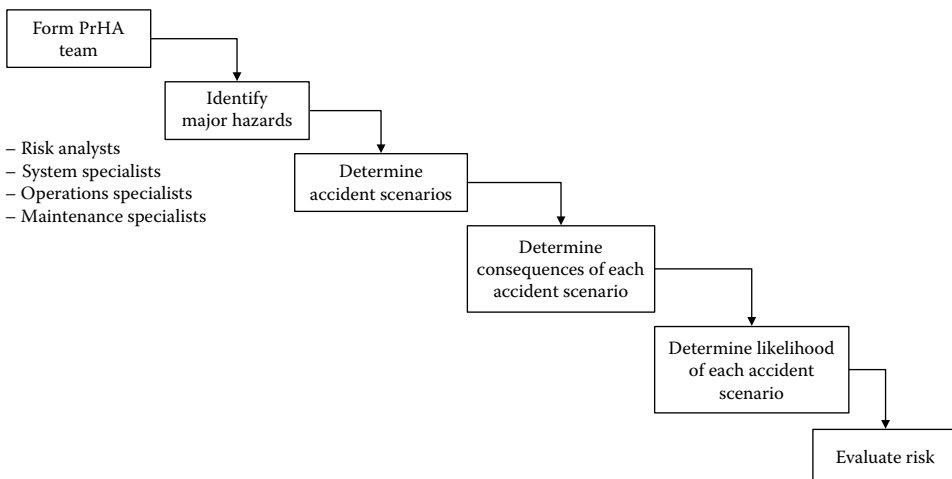 Form PrHA
team
Identify
major hazards
– Risk analysts
– System specialists
– Operations specialists
– Maintenance specialists
Determine
accident scenarios
Determine
consequences of each
accident scenario
Determine likelihood
of each accident
scenario
Evaluate risk